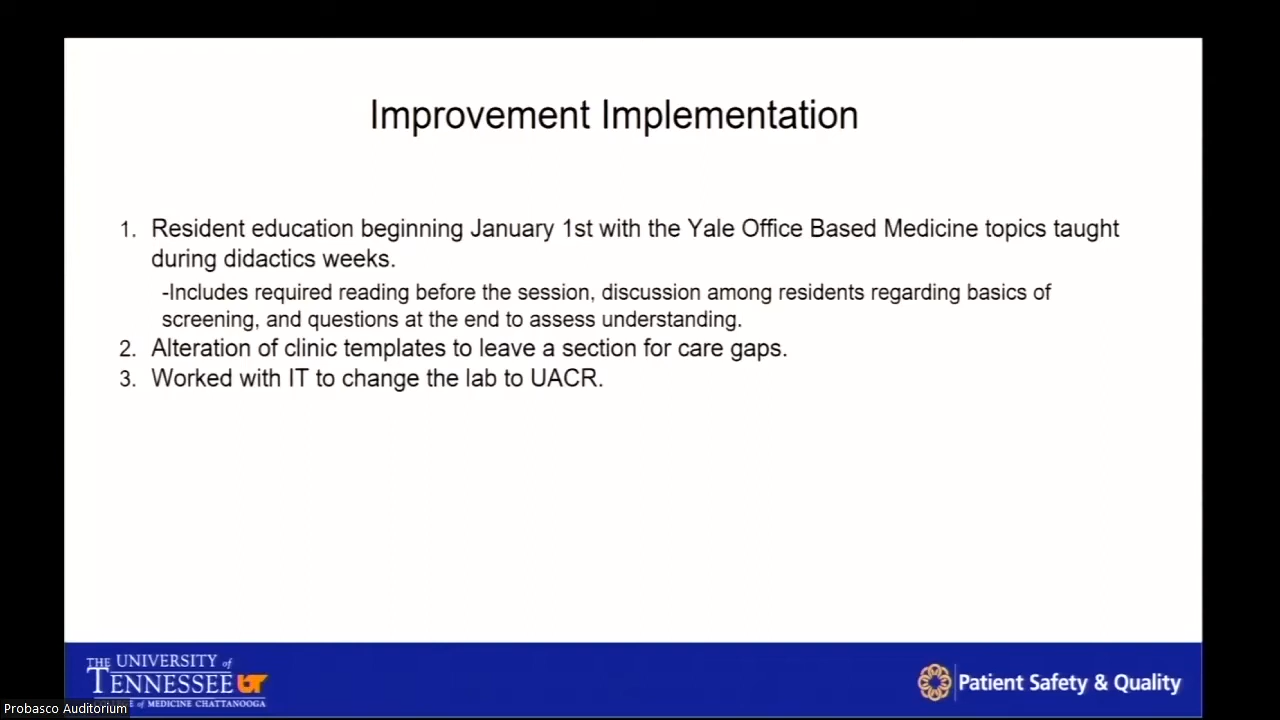 Improvement Implementation
1. Resident education beginning January 1st with the Yale Office Based Medicine topics taught
during didactics weeks.
-Includes required reading before the session, discussion among residents regarding basics of
screening, and questions at the end to assess understanding.
2. Alteration of clinic templates to leave a section for care gaps.
3. Worked with IT to change the lab to UACR.
THE UNIVERSITY of
TENNESSEE UT
of MEDICINE CHATTANOOGA
Patient Safety & Quality
Probasco Auditorium